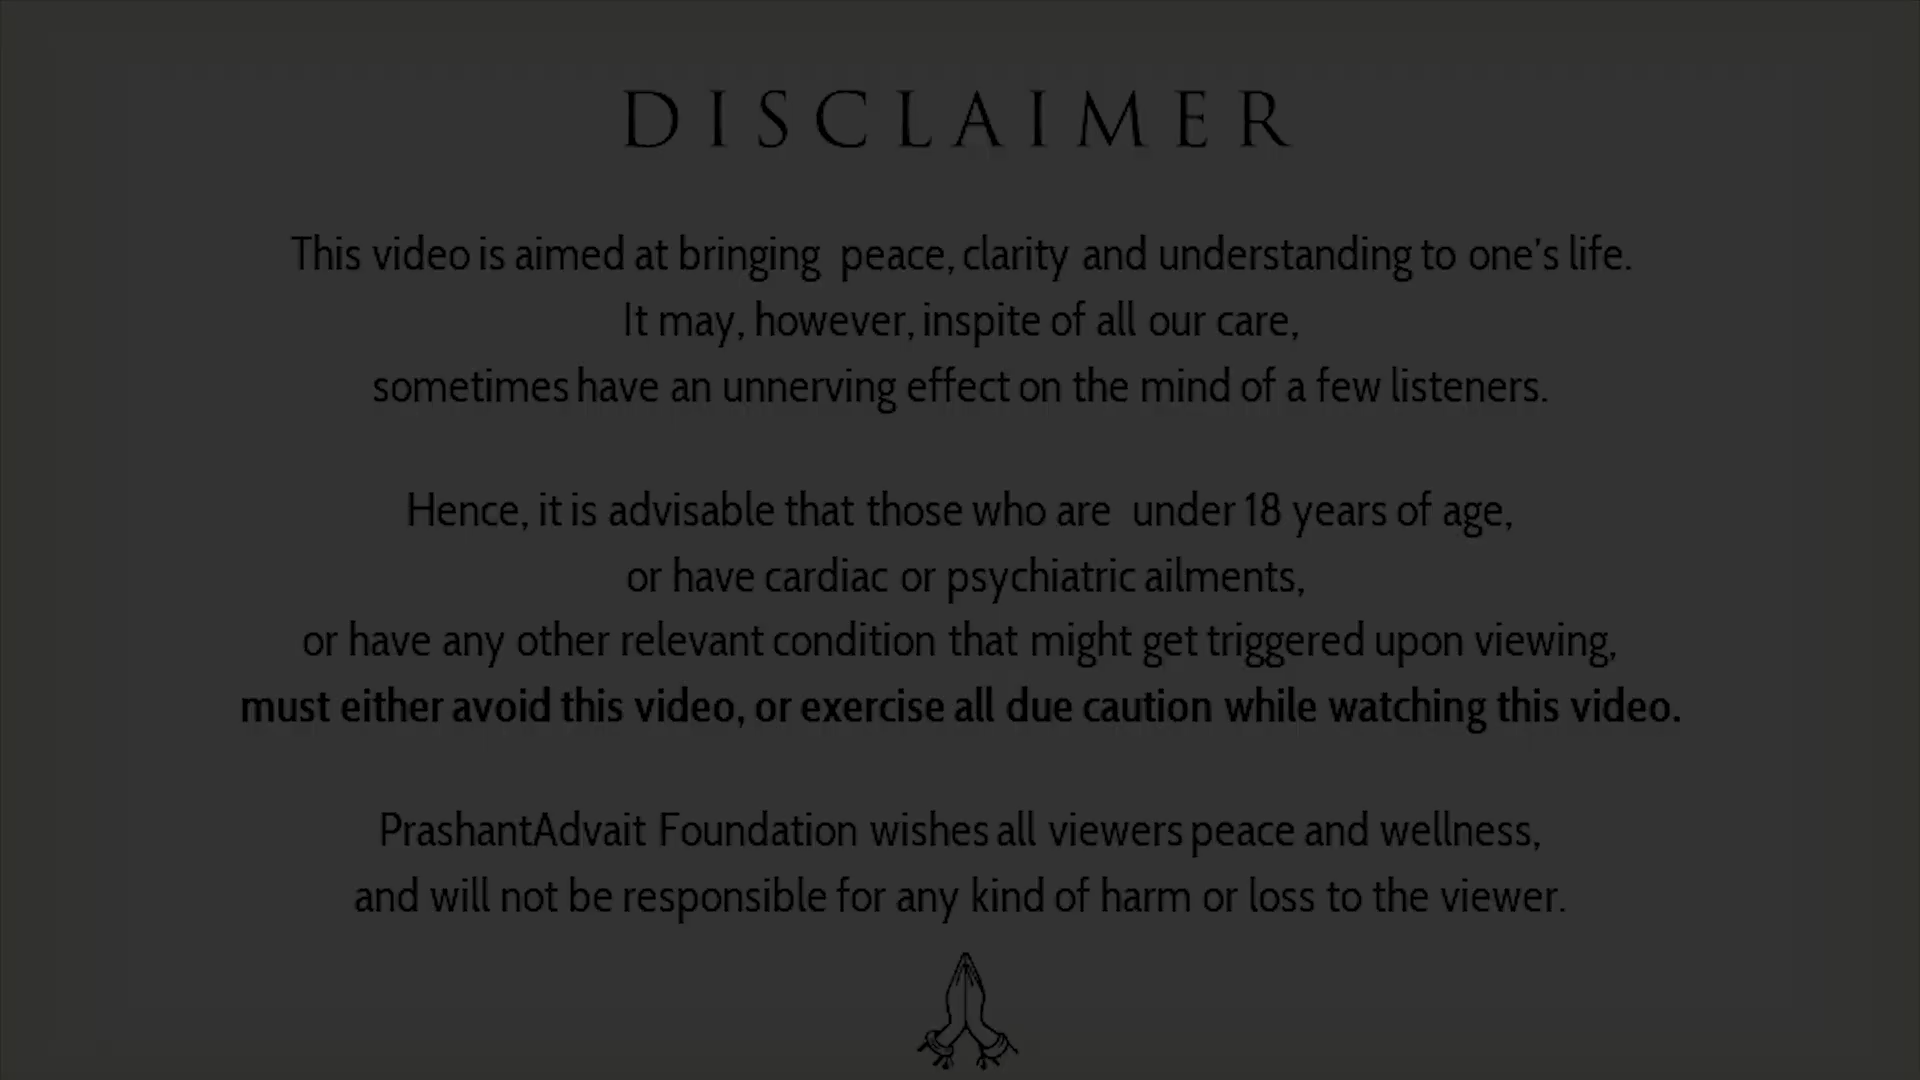 DISCLAIMER
This video is aimed at bringing peace, clarity and understanding to one's life.
It may, however, inspite of all our care,
sometimes have an unnerving effect on the mind of a few listeners.
Hence, it is advisable that those who are under 18 years of age,
or have cardiac or psychiatric ailments,
or have any other relevant condition that might get triggered upon viewing,
must either avoid this video, or exercise all due caution while watching this video.
PrashantAdvait Foundation wishes all viewers peace and wellness,
and will not be responsible for any kind of harm or loss to the viewer.